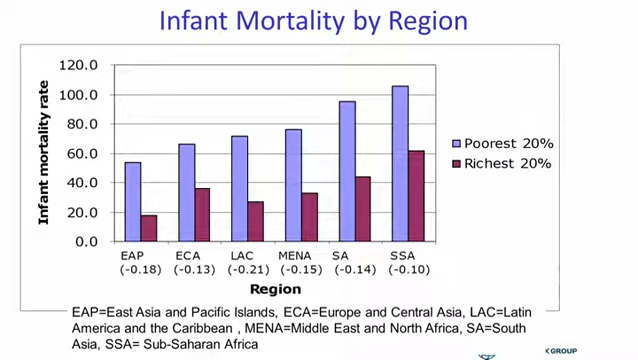 Infant Mortality by Region
120.0
100.0
80.0
60.0
40.0
20.0
0.0
Infant mortality rate
Poorest 20%
Richest 20%
EAP ECA LAC MENA SA SSA
(-0.18) (-0.13) (-0.21) (-0.15) (-0.14) (-0.10)
Region
EAP=East Asia and Pacific Islands, ECA=Europe and Central Asia, LAC=Latin
America and the Caribbean , MENA=Middle East and North Africa, SA=South
Asia, SSA= Sub-Saharan Africa
K GROUP